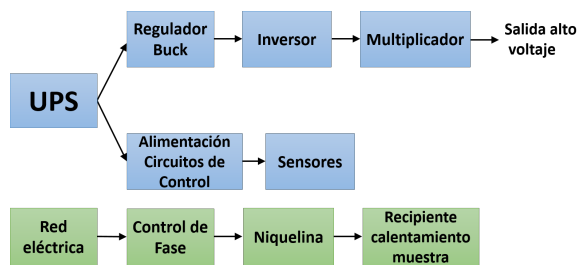 Regulador
Buck
Inversor
Multiplicador
Salida alto
voltaje
UPS
Alimentación
Circuitos de
Control
Sensores
Red
eléctrica
Control de
Fase
Niquelina
Recipiente
calentamiento
muestra